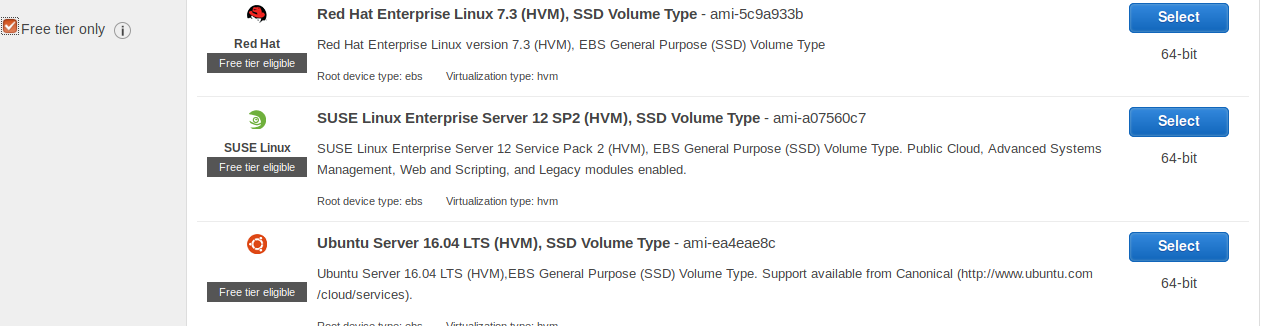 Free tier only
Red Hat Enterprise Linux 7.3 (HVM), SSD Volume Type - ami-5c9a933b
Select
Red Hat
Free tier eligible
Red Hat Enterprise Linux version 7.3 (HVM), EBS General Purpose (SSD) Volume Type
64-bit
Root device type: ebs Virtualization type: hvm
SUSE Linux Enterprise Server 12 SP2 (HVM), SSD Volume Type - ami-a07560c7
Select
SUSE Linux
Free tier eligible
SUSE Linux Enterprise Server 12 Service Pack 2 (HVM), EBS General Purpose (SSD) Volume Type. Public Cloud, Advanced Systems
Management, Web and Scripting, and Legacy modules enabled.
64-bit
Root device type: ebs Virtualization type: hvm
Ubuntu Server 16.04 LTS (HVM), SSD Volume Type - ami-ea4eae8c
Select
Free tier eligible
Ubuntu Server 16.04 LTS (HVM),EBS General Purpose (SSD) Volume Type. Support available from Canonical (http://www.ubuntu.com
/cloud/services).
64-bit
Root device type: ebs Virtualization type: hvm